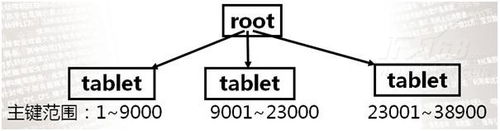 root
tablet tablet tablet
主键范围：1~9000 9001~23000 23001~38900